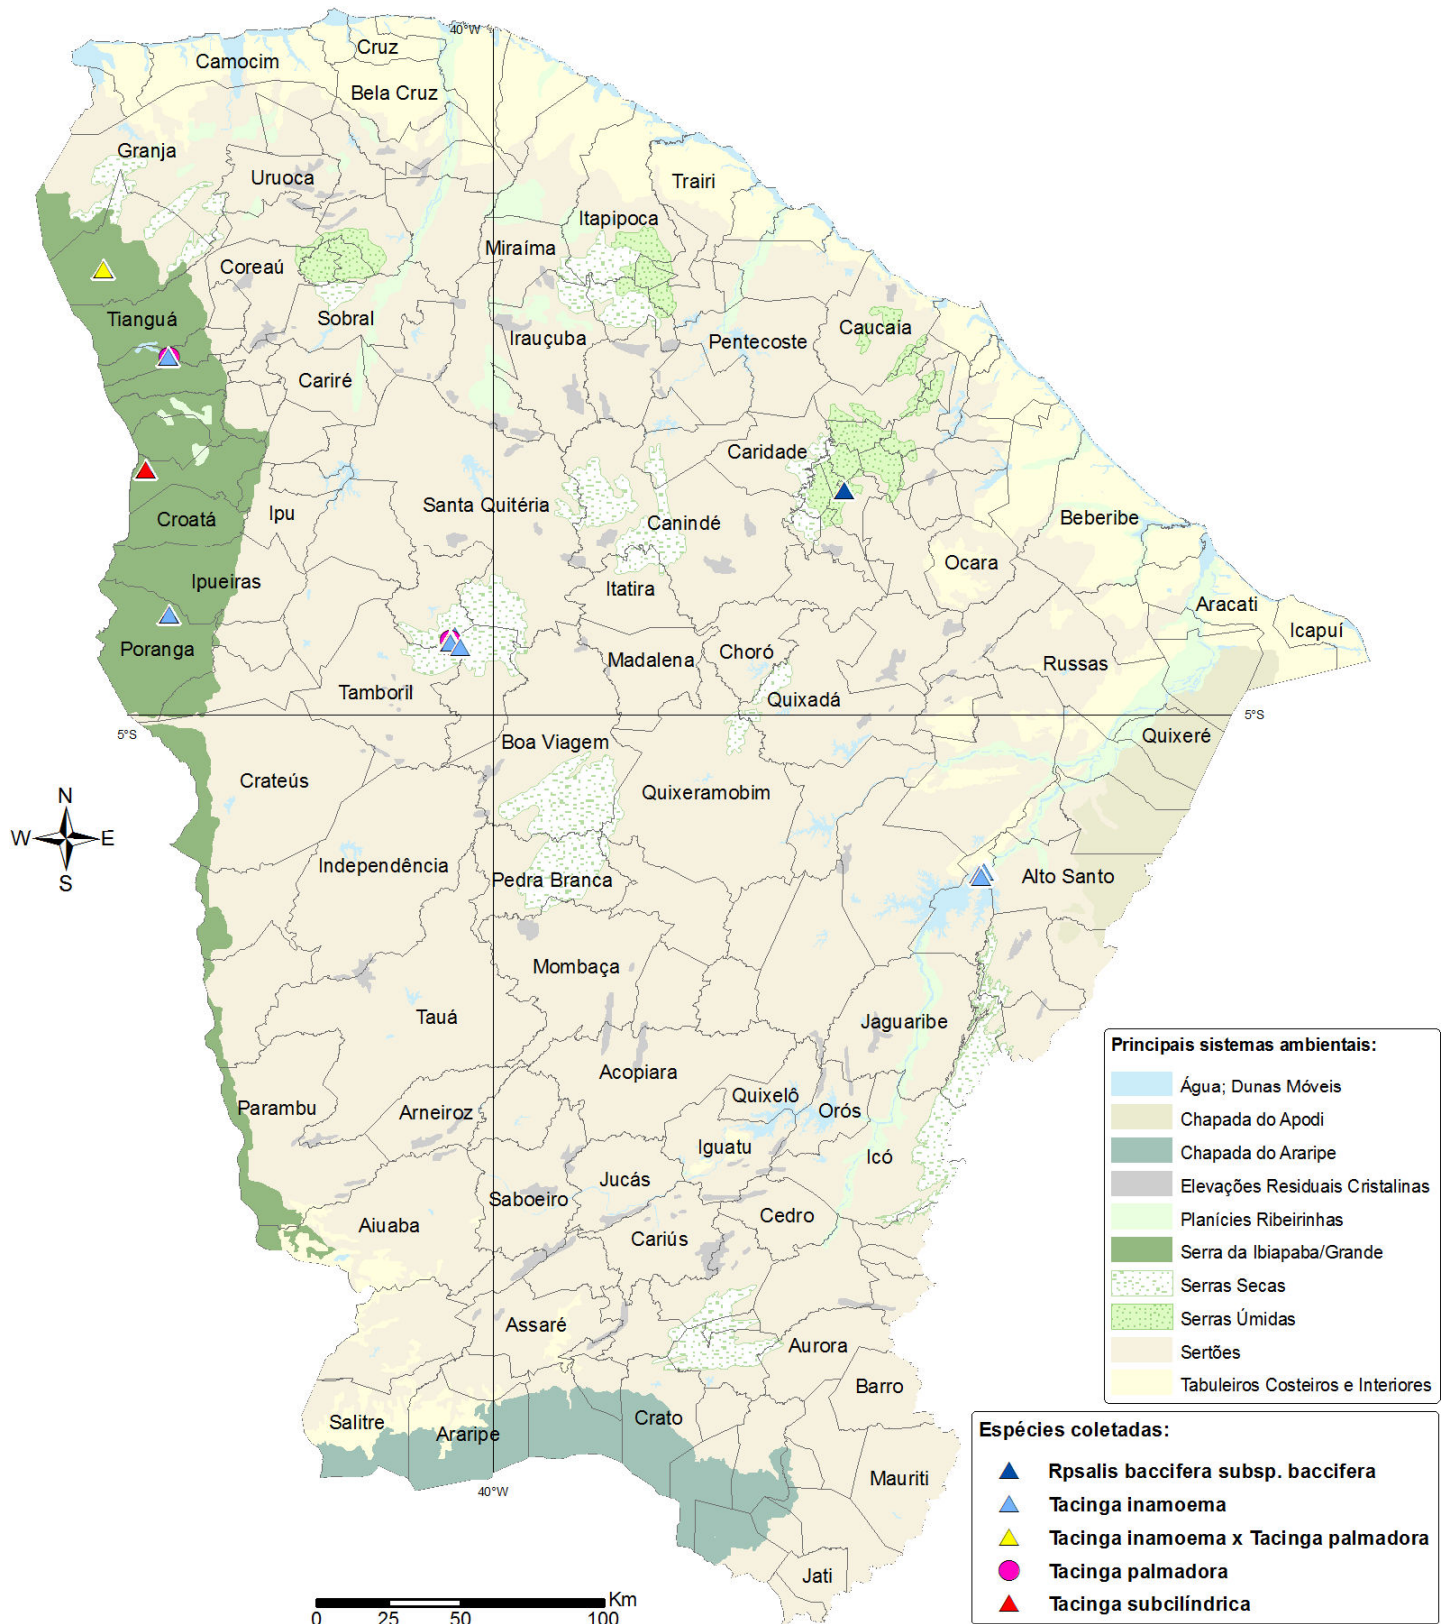 40°W
Cruz
Camocim
Bela Cruz
Granja
Uruoca
Trairi
Itapipoca
Miraíma
Coreaú
Tianguá
Sobral
Irauçuba
Pentecoste
Caucaia
Cariré
Caridade
Santa Quitéria
Ipu
Croatá
Canindé
Beberibe
Ocara
Ipueiras
Itatira
Aracati
Icapuí
Poranga
Madalena
Choró
Russas
Tamboril
Quixadá
5°S
5°S
Quixeré
Boa Viagem
Crateús
Quixeramobim
N
W
E
S
Independência
Pedra Branca
Alto Santo
Mombaça
Tauá
Jaguaribe
Acopiara
Quixelô
Orós
Parambu
Arneiroz
Iguatu
Icó
Jucás
Saboeiro
Aiuaba
Cedro
Cariús
Assaré
Aurora
Barro
Salitre
Araripe
Crato
Mauriti
40°W
Jati
Km
0 25 50 100
Principais sistemas ambientais:
Água; Dunas Móveis
Chapada do Apodi
Chapada do Araripe
Elevações Residuais Cristalinas
Planícies Ribeirinhas
Serra da Ibiapaba/Grande
Serras Secas
Serras Úmidas
Sertões
Tabuleiros Costeiros e Interiores
Espécies coletadas:
Rpsalis baccifera subsp. baccifera
Tacinga inamoema
Tacinga inamoema x Tacinga palmadora
Tacinga palmadora
Tacinga subcilíndrica